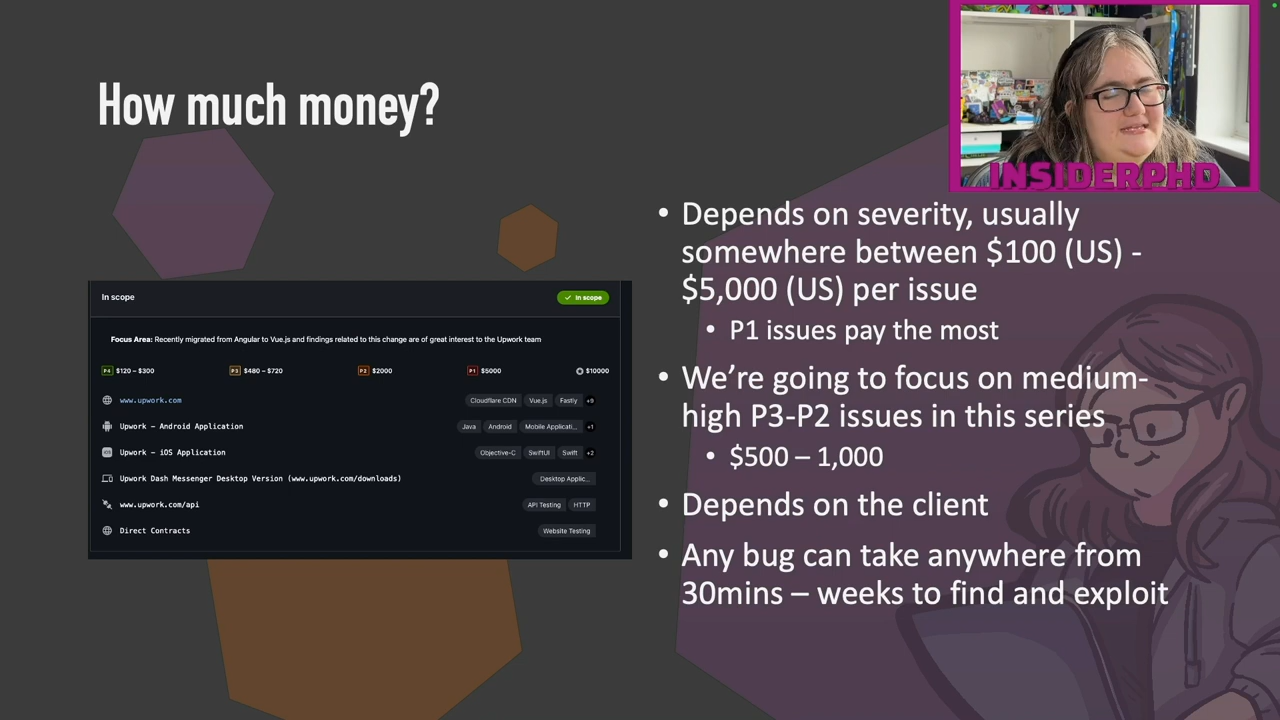 How much money?
INSIDERPHD
In scope
In scope
Focus Area: Recently migrated from Angular to Vue.js and findings related to this change are of great interest to the Upwork team
P4 $120 – $300 P3 $480 – $720 P2 $2000 P1 $5000 $10000
www.upwork.com Cloudflare CDN Vue.js Fastly +9
Upwork – Android Application Java Android Mobile Applicati... +1
iOS Upwork – iOS Application Objective-C SwiftUI Swift +2
Upwork Dash Messenger Desktop Version (www.upwork.com/downloads) Desktop Applic...
www.upwork.com/api API Testing HTTP
Direct Contracts Website Testing
• Depends on severity, usually
somewhere between $100 (US) -
$5,000 (US) per issue
• P1 issues pay the most
• We’re going to focus on medium-
high P3-P2 issues in this series
• $500 – 1,000
• Depends on the client
• Any bug can take anywhere from
30mins – weeks to find and exploit